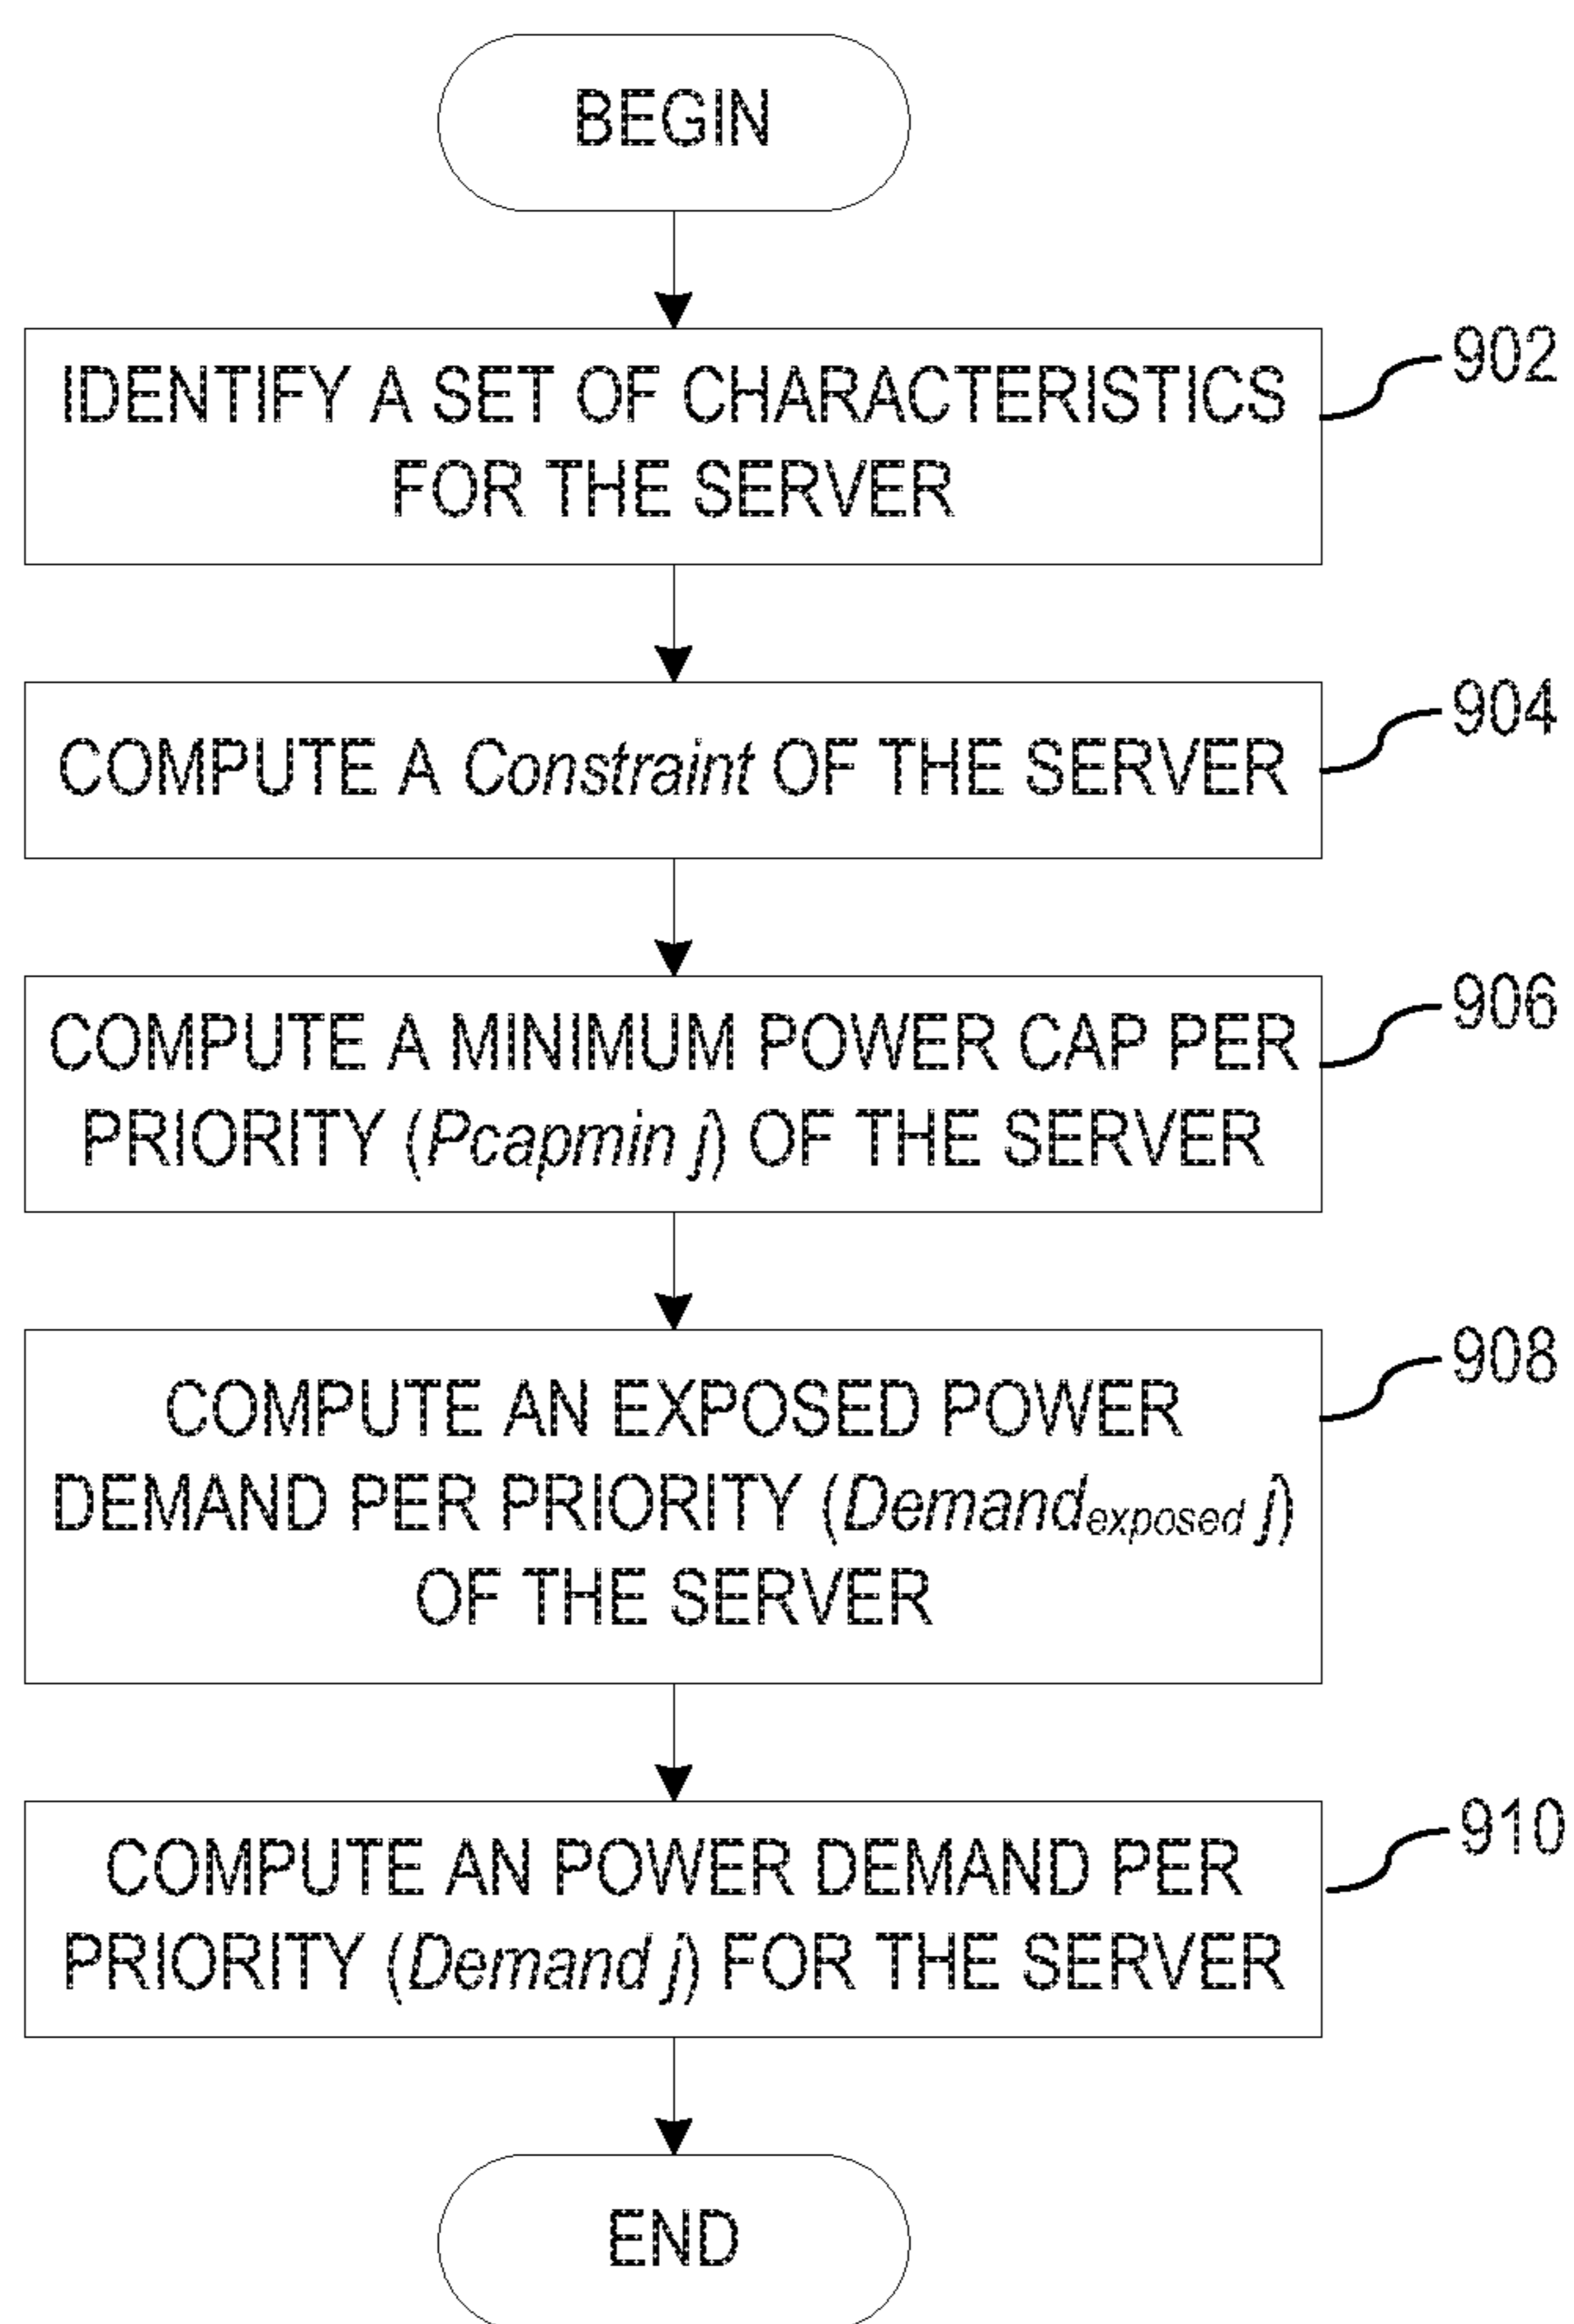 BEGIN
IDENTIFY A SET OF CHARACTERISTICS
FOR THE SERVER
902
COMPUTE A Constraint OF THE SERVER
904
COMPUTE A MINIMUM POWER CAP PER
PRIORITY (Pcapmin j) OF THE SERVER
906
COMPUTE AN EXPOSED POWER
DEMAND PER PRIORITY (Demandexposed j)
OF THE SERVER
908
COMPUTE AN POWER DEMAND PER
PRIORITY (Demand j) FOR THE SERVER
910
END